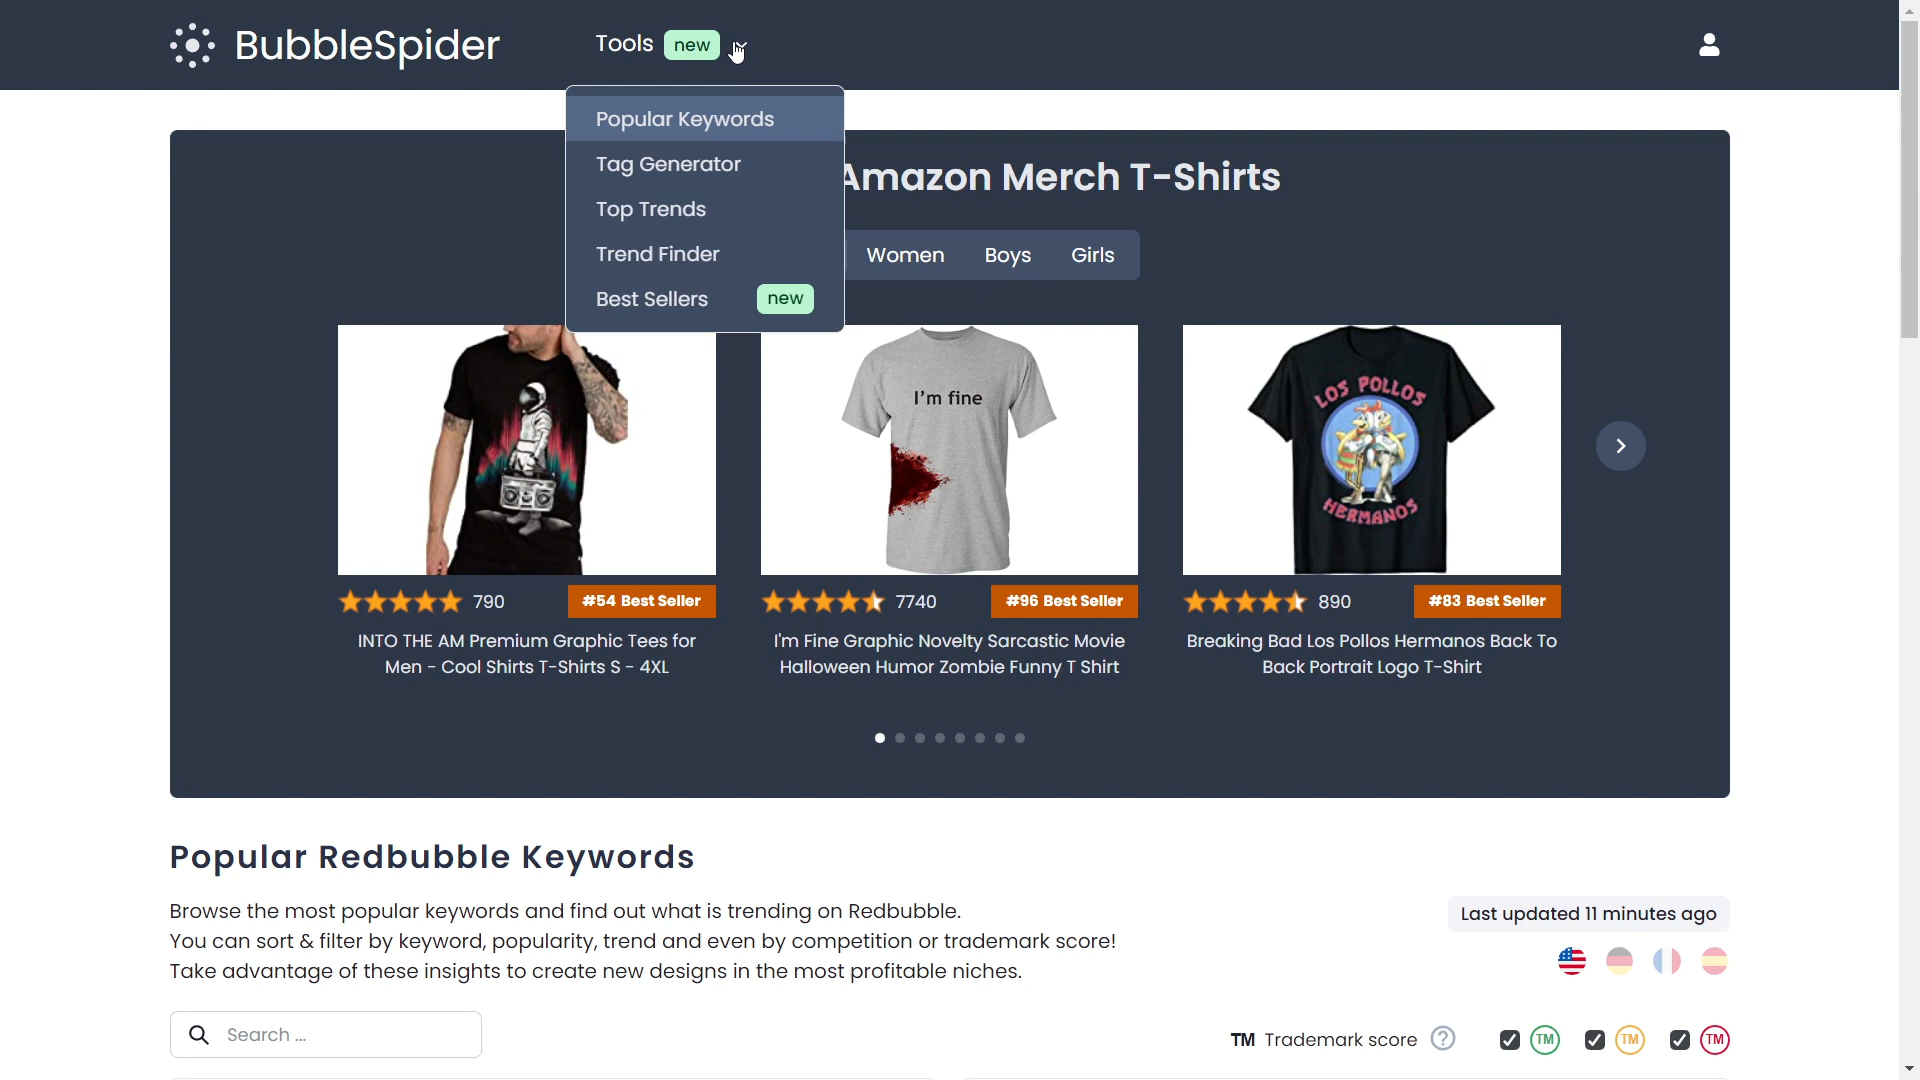 BubbleSpider
Tools new
Popular Keywords
Tag Generator
Top Trends
Trend Finder
Best Sellers new
Amazon Merch T-Shirts
Women Boys Girls
I'm fine
LOS POLLOS
HERMANOS
790 #54 Best Seller
7740 #96 Best Seller
890 #83 Best Seller
INTO THE AM Premium Graphic Tees for
Men - Cool Shirts T-Shirts S - 4XL
I'm Fine Graphic Novelty Sarcastic Movie
Halloween Humor Zombie Funny T Shirt
Breaking Bad Los Pollos Hermanos Back To
Back Portrait Logo T-Shirt
Popular Redbubble Keywords
Browse the most popular keywords and find out what is trending on Redbubble.
You can sort & filter by keyword, popularity, trend and even by competition or trademark score!
Take advantage of these insights to create new designs in the most profitable niches.
Last updated 11 minutes ago
Search ...
TM Trademark score ? TM TM TM